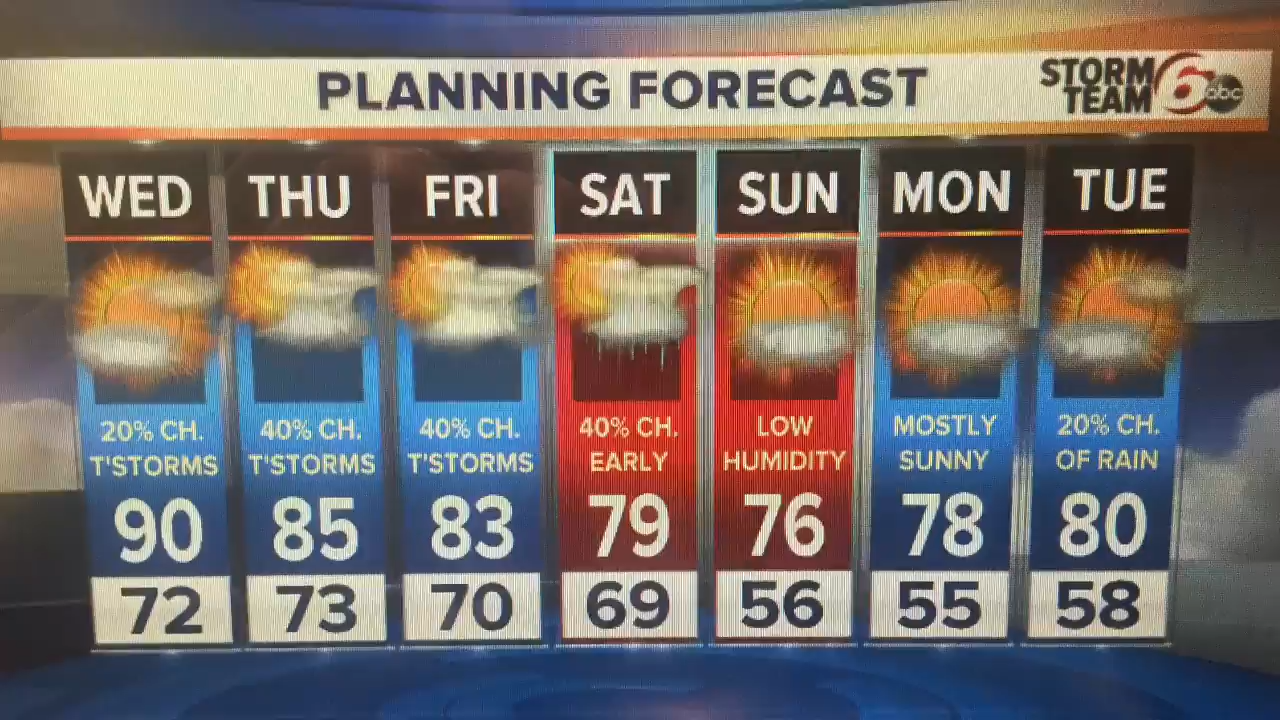 PLANNING FORECAST
STORM TEAM 6 abc
WED THU FRI SAT SUN MON TUE
20% CH. 40% CH. 40% CH. 40% CH. LOW MOSTLY 20% CH.
T'STORMS T'STORMS T'STORMS EARLY HUMIDITY SUNNY OF RAIN
90 85 83 79 76 78 80
72 73 70 69 56 55 58